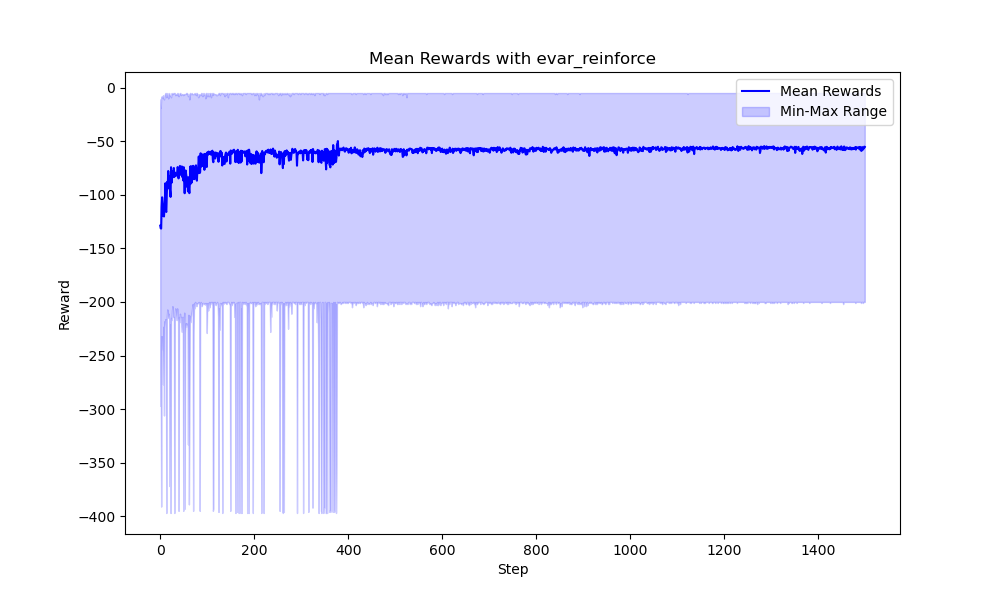 Mean Rewards with evar_reinforce
Mean Rewards
Min-Max Range
Reward
0
−50
−100
−150
−200
−250
−300
−350
−400
0 200 400 600 800 1000 1200 1400
Step